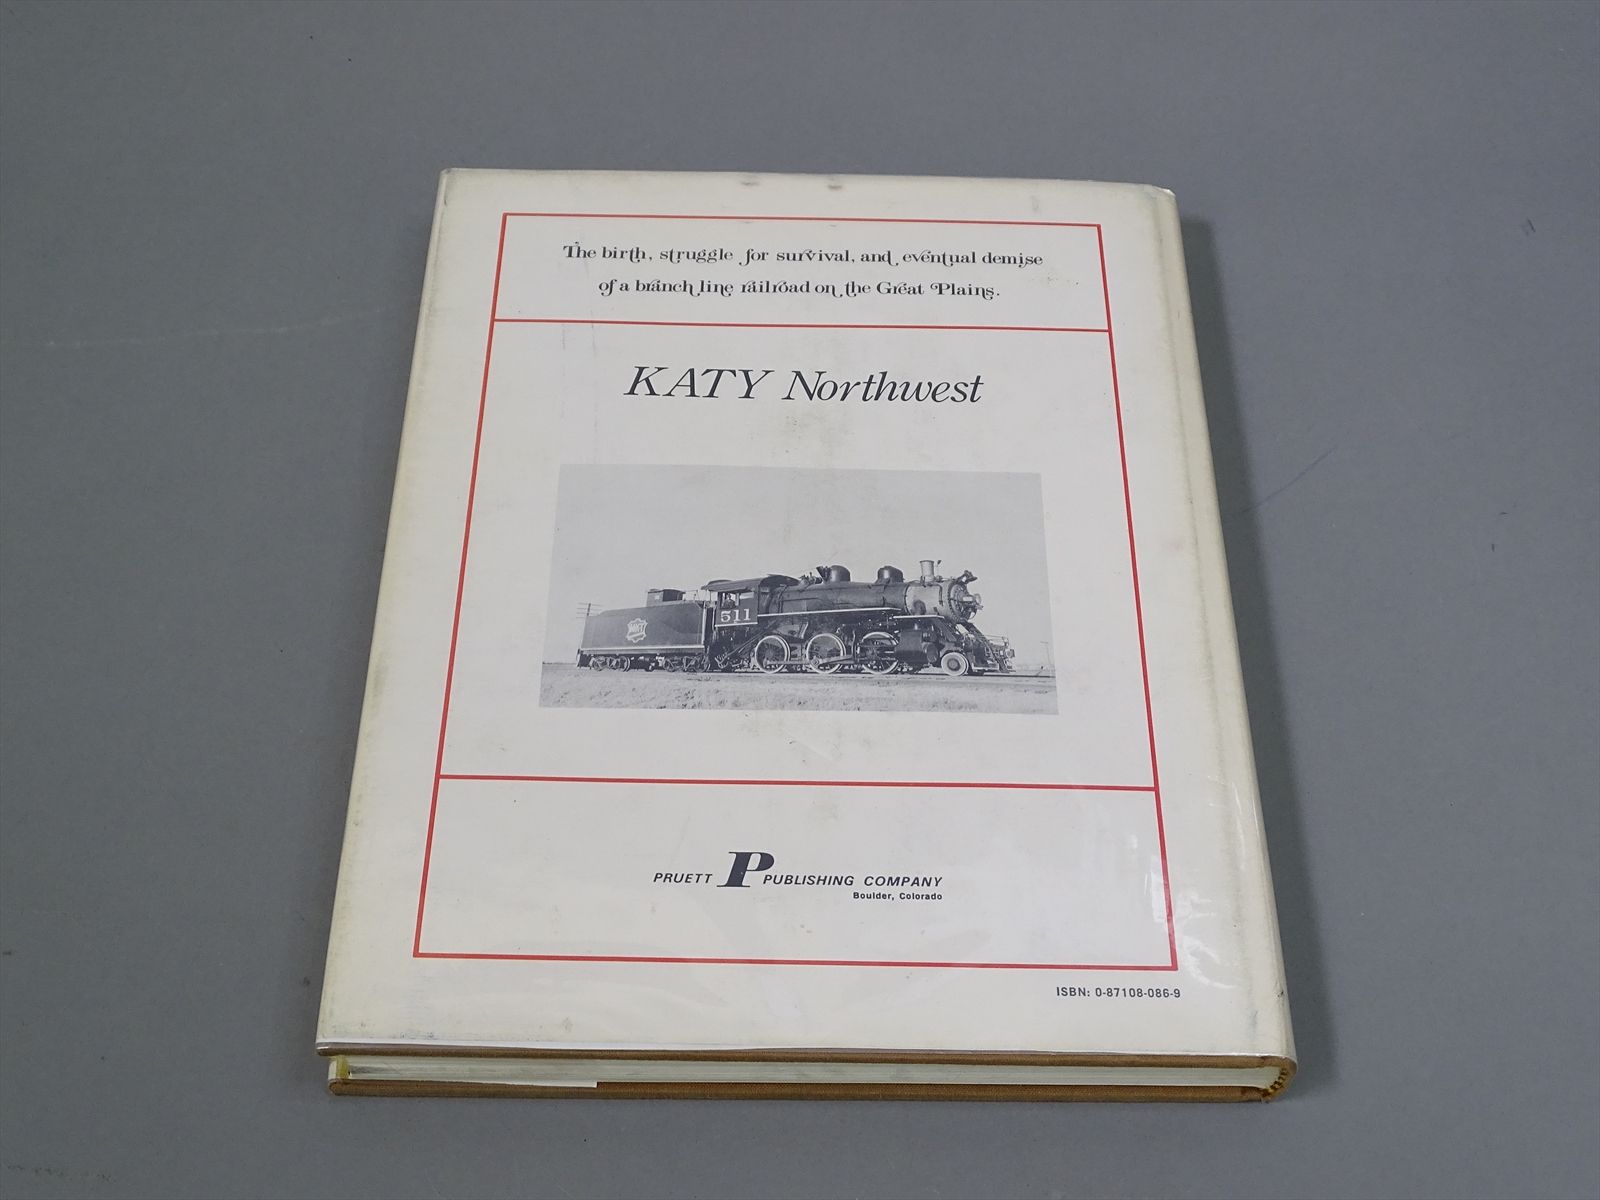 The birth, struggle for survival, and eventual demise
of a branch line railroad on the Great Plains.
KATY Northwest
511
MKT
PRUETT P PUBLISHING COMPANY
Boulder, Colorado
ISBN: 0-87108-086-9